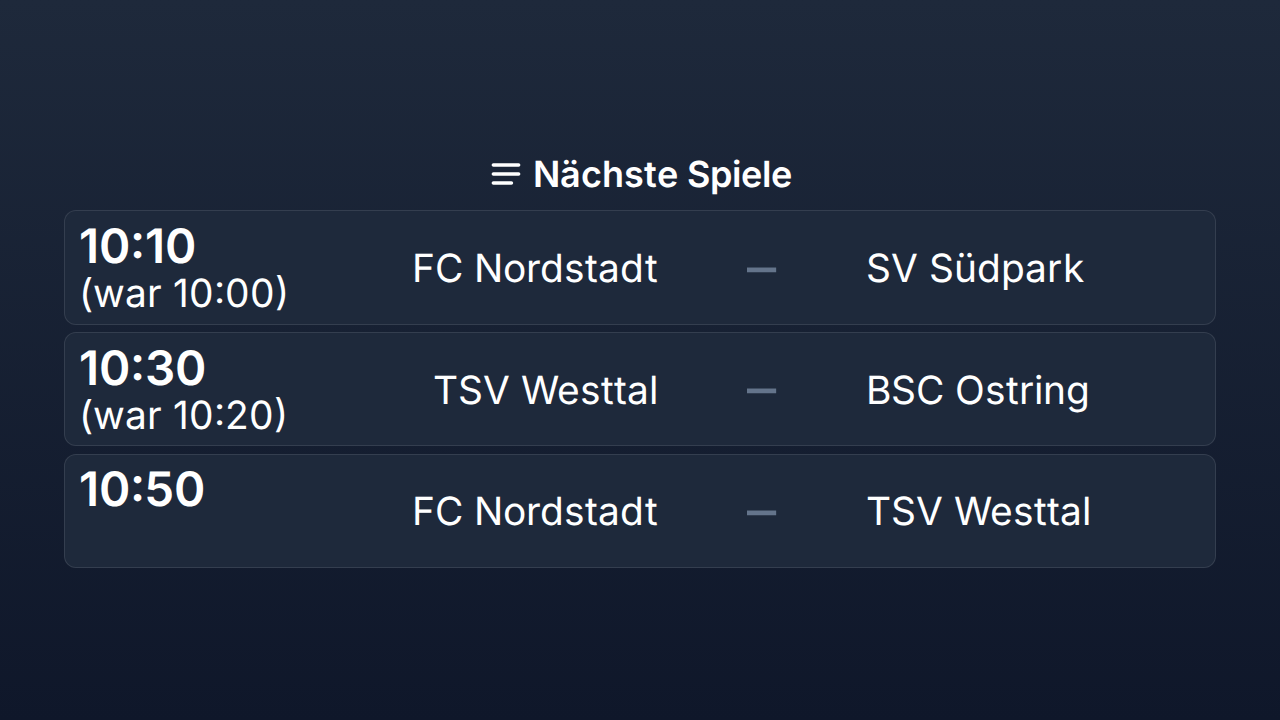 Nächste Spiele
10:10
(war 10:00)
FC Nordstadt – SV Südpark
10:30
(war 10:20)
TSV Westtal – BSC Ostring
10:50
FC Nordstadt – TSV Westtal